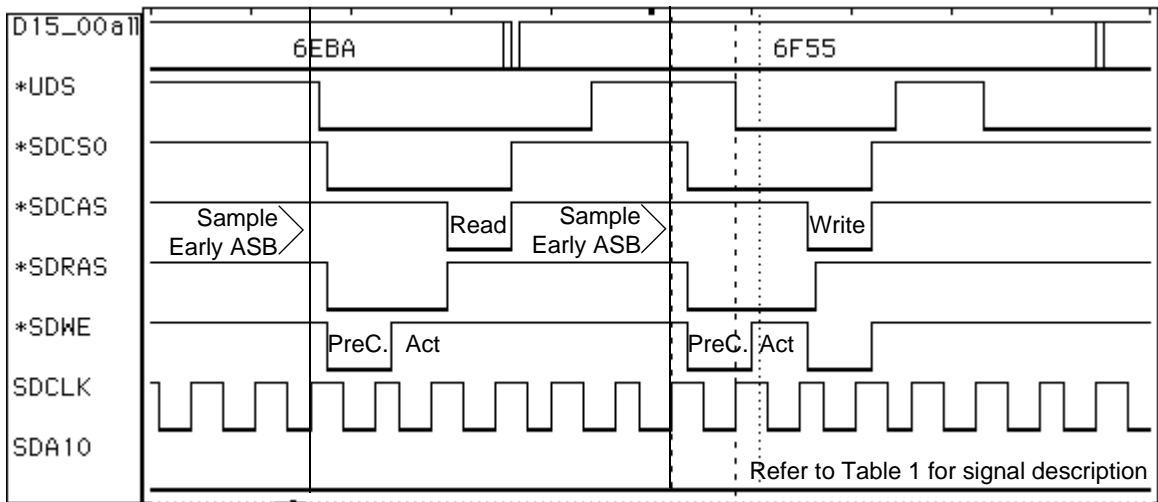 D15_00all
6EBA
6F55
*UDS
*SDCS0
*SDCAS
Sample
Early ASB
Read
Sample
Early ASB
Write
*SDRAS
*SDWE
PreC.
Act
PreC.
Act
SDCLK
SDA10
Refer to Table 1 for signal description